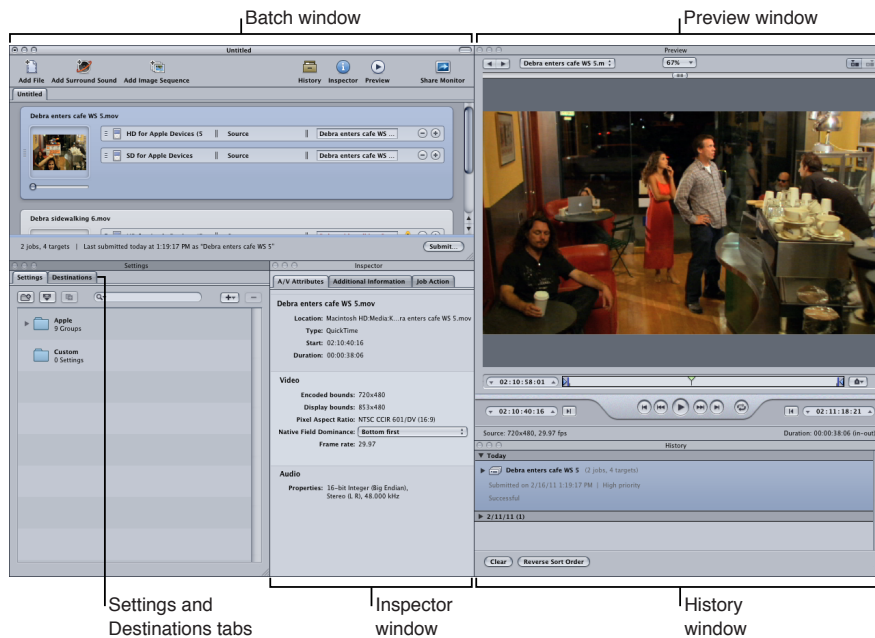 Batch window
Preview window
Untitled
Add File Add Surround Sound Add Image Sequence History Inspector Preview Share Monitor
Untitled
Debra enters cafe WS 5.mov
HD for Apple Devices (5 Source Debra enters cafe WS ...
SD for Apple Devices Source Debra enters cafe WS ...
Debra sidewalking 6.mov
2 jobs, 4 targets | Last submitted today at 1:19:17 PM as "Debra enters cafe WS 5"
Submit...
Preview
Debra enters cafe WS 5.m 67%
02:10:58:01
02:10:40:16 02:11:18:21
Source: 720x480, 29.97 fps Duration: 00:00:38:06 (in-out)
Settings
Settings Destinations
Apple
9 Groups
Custom
0 Settings
Inspector
A/V Attributes Additional Information Job Action
Debra enters cafe WS 5.mov
Location: Macintosh HD:Media:K...ra enters cafe WS 5.mov
Type: QuickTime
Start: 02:10:40:16
Duration: 00:00:38:06
Video
Encoded bounds: 720x480
Display bounds: 853x480
Pixel Aspect Ratio: NTSC CCIR 601/DV (16:9)
Native Field Dominance: Bottom first
Frame rate: 29.97
Audio
Properties: 16-bit Integer (Big Endian),
Stereo (L R), 48.000 kHz
History
Today
Debra enters cafe WS 5 (2 jobs, 4 targets)
Submitted on 2/16/11 1:19:17 PM | High priority
Successful
2/11/11 (1)
Clear Reverse Sort Order
Settings and
Destinations tabs
Inspector
window
History
window